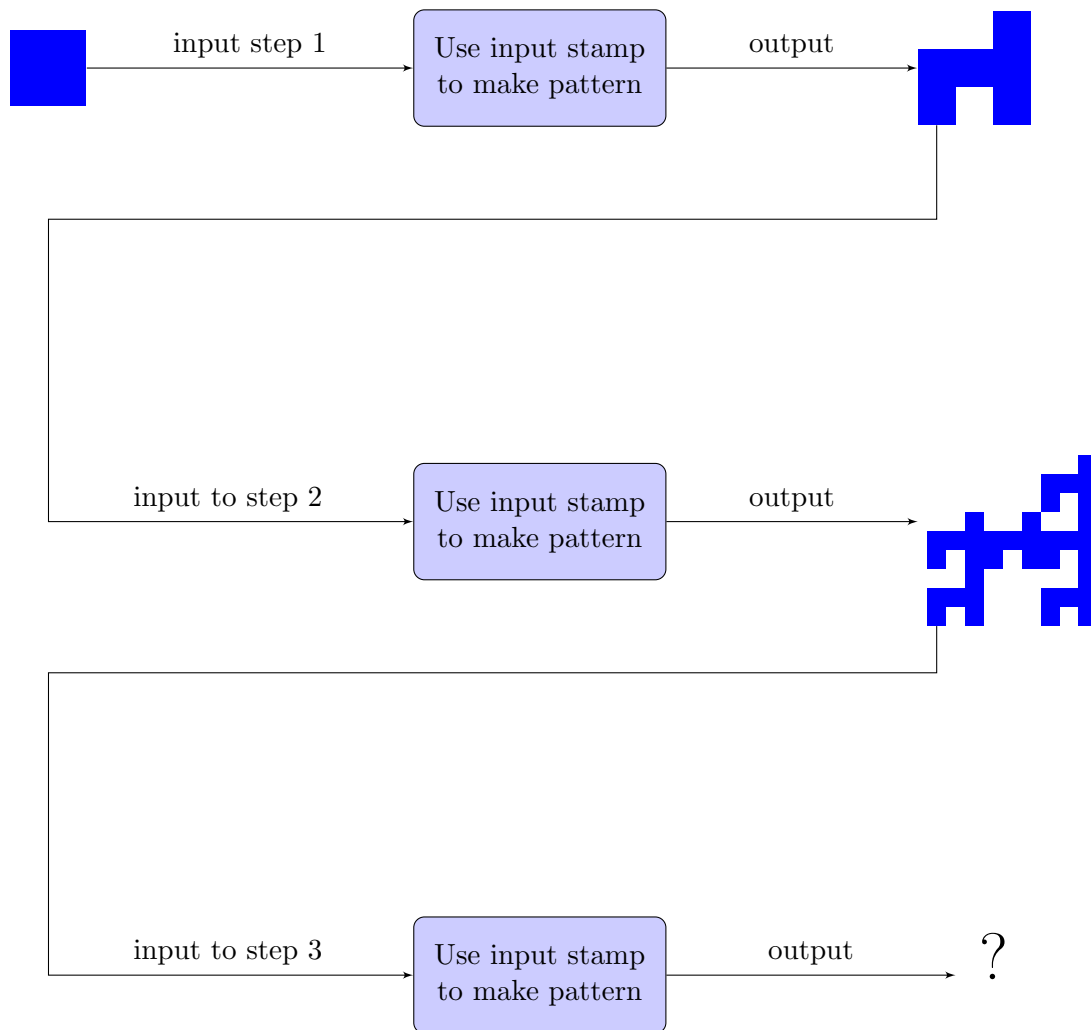 input step 1
Use input stamp
to make pattern
output
input to step 2
Use input stamp
to make pattern
output
input to step 3
Use input stamp
to make pattern
output
?